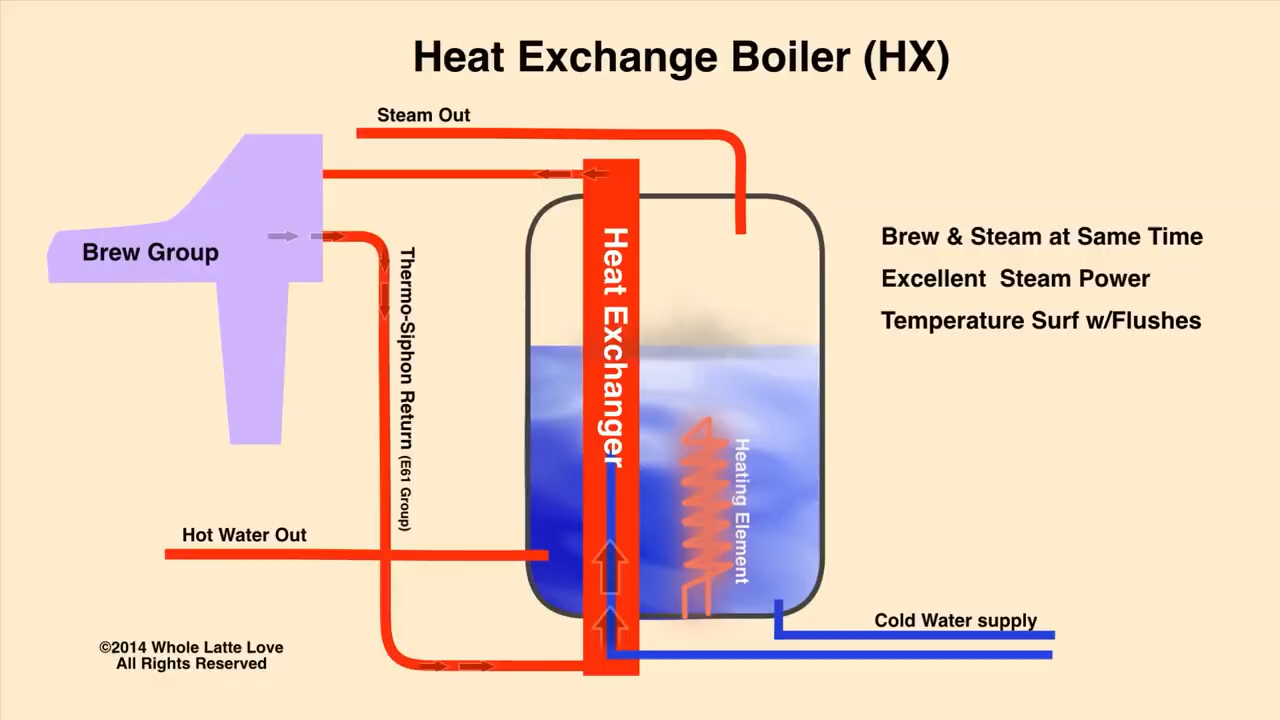 Heat Exchange Boiler (HX)
Steam Out
Brew Group
Heat Exchanger
Thermo-Siphon Return (E61 Group)
Brew & Steam at Same Time
Excellent  Steam Power
Temperature Surf w/Flushes
Heating Element
Hot Water Out
Cold Water supply
©2014 Whole Latte Love
All Rights Reserved